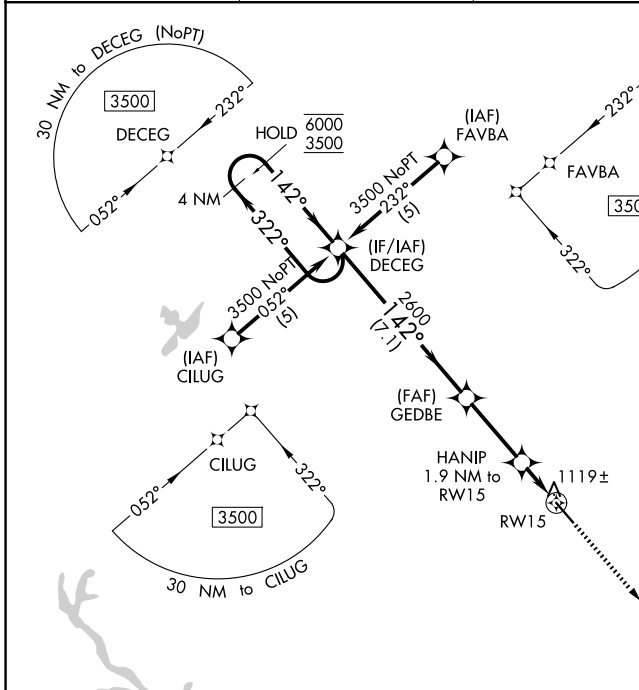 30 NM to DECEG (NoPT)
3500
DECEG
232°
052°
HOLD
6000
3500
4 NM
142°
322°
(IAF)
FAVBA
3500 NoPT
232°
(5)
(IF/IAF)
DECEG
3500 NoPT
052°
(5)
(IAF)
CILUG
232°
FAVBA
322°
2600
142°
(7.1)
(FAF)
GEDBE
HANIP
1.9 NM to
RW15
1119±
RW15
CILUG
052°
322°
3500
30 NM to CILUG